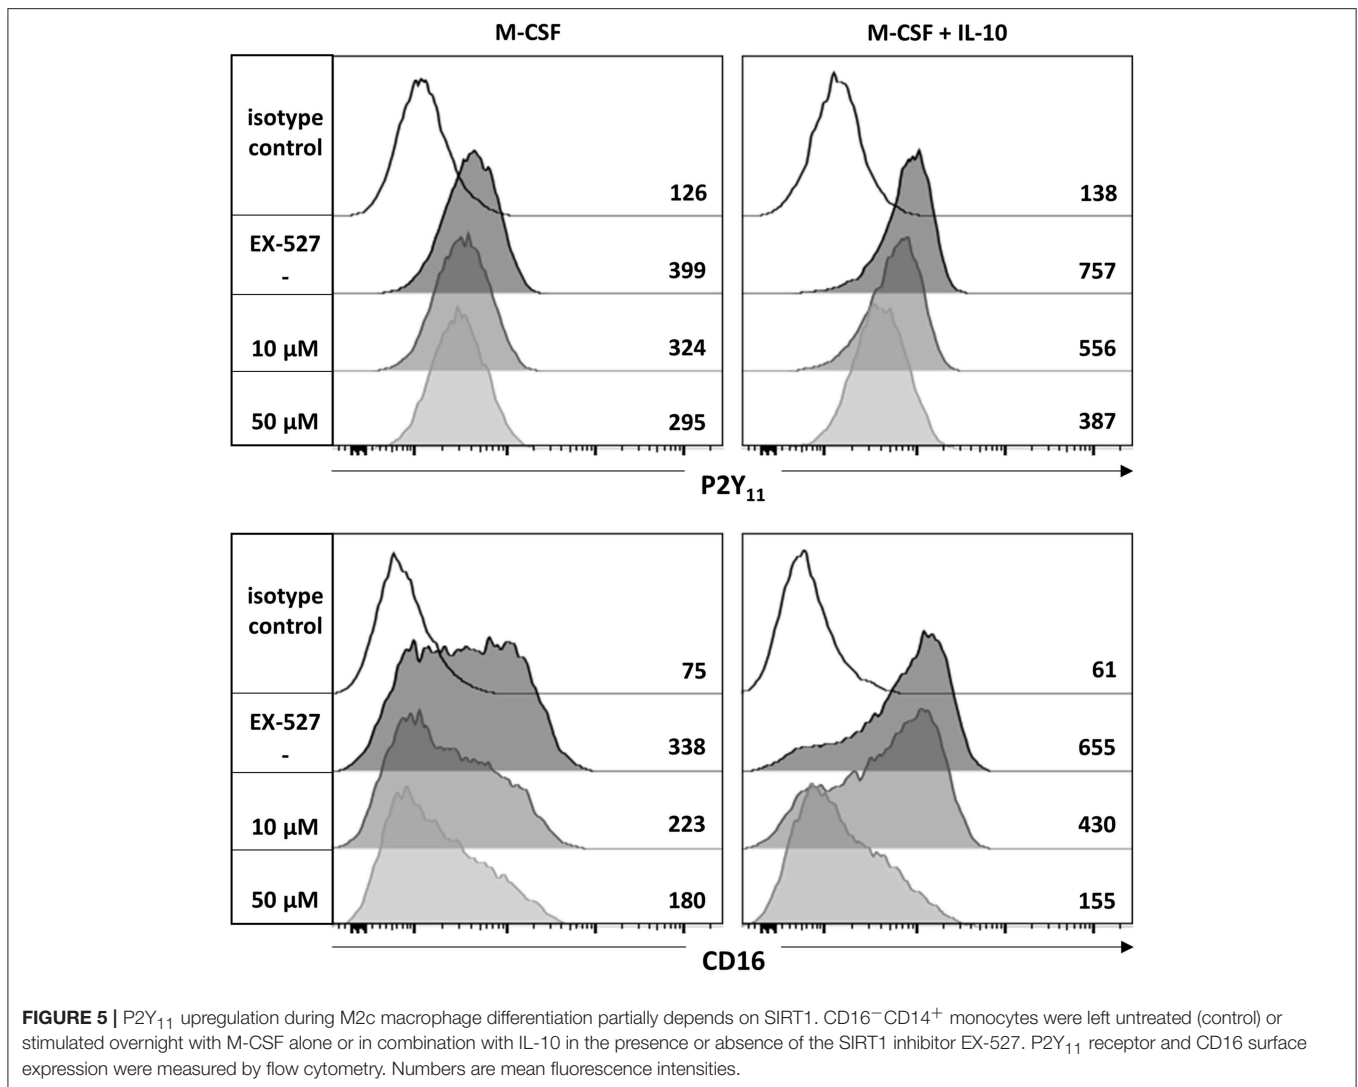 M-CSF M-CSF + IL-10
isotype
control
126 138
EX-527
-
399 757
10 µM 324 556
50 µM 295 387
P2Y11
isotype
control
75 61
EX-527
-
338 655
10 µM 223 430
50 µM 180 155
CD16
FIGURE 5 | P2Y11 upregulation during M2c macrophage differentiation partially depends on SIRT1. CD16−CD14+ monocytes were left untreated (control) or
stimulated overnight with M-CSF alone or in combination with IL-10 in the presence or absence of the SIRT1 inhibitor EX-527. P2Y11 receptor and CD16 surface
expression were measured by flow cytometry. Numbers are mean fluorescence intensities.